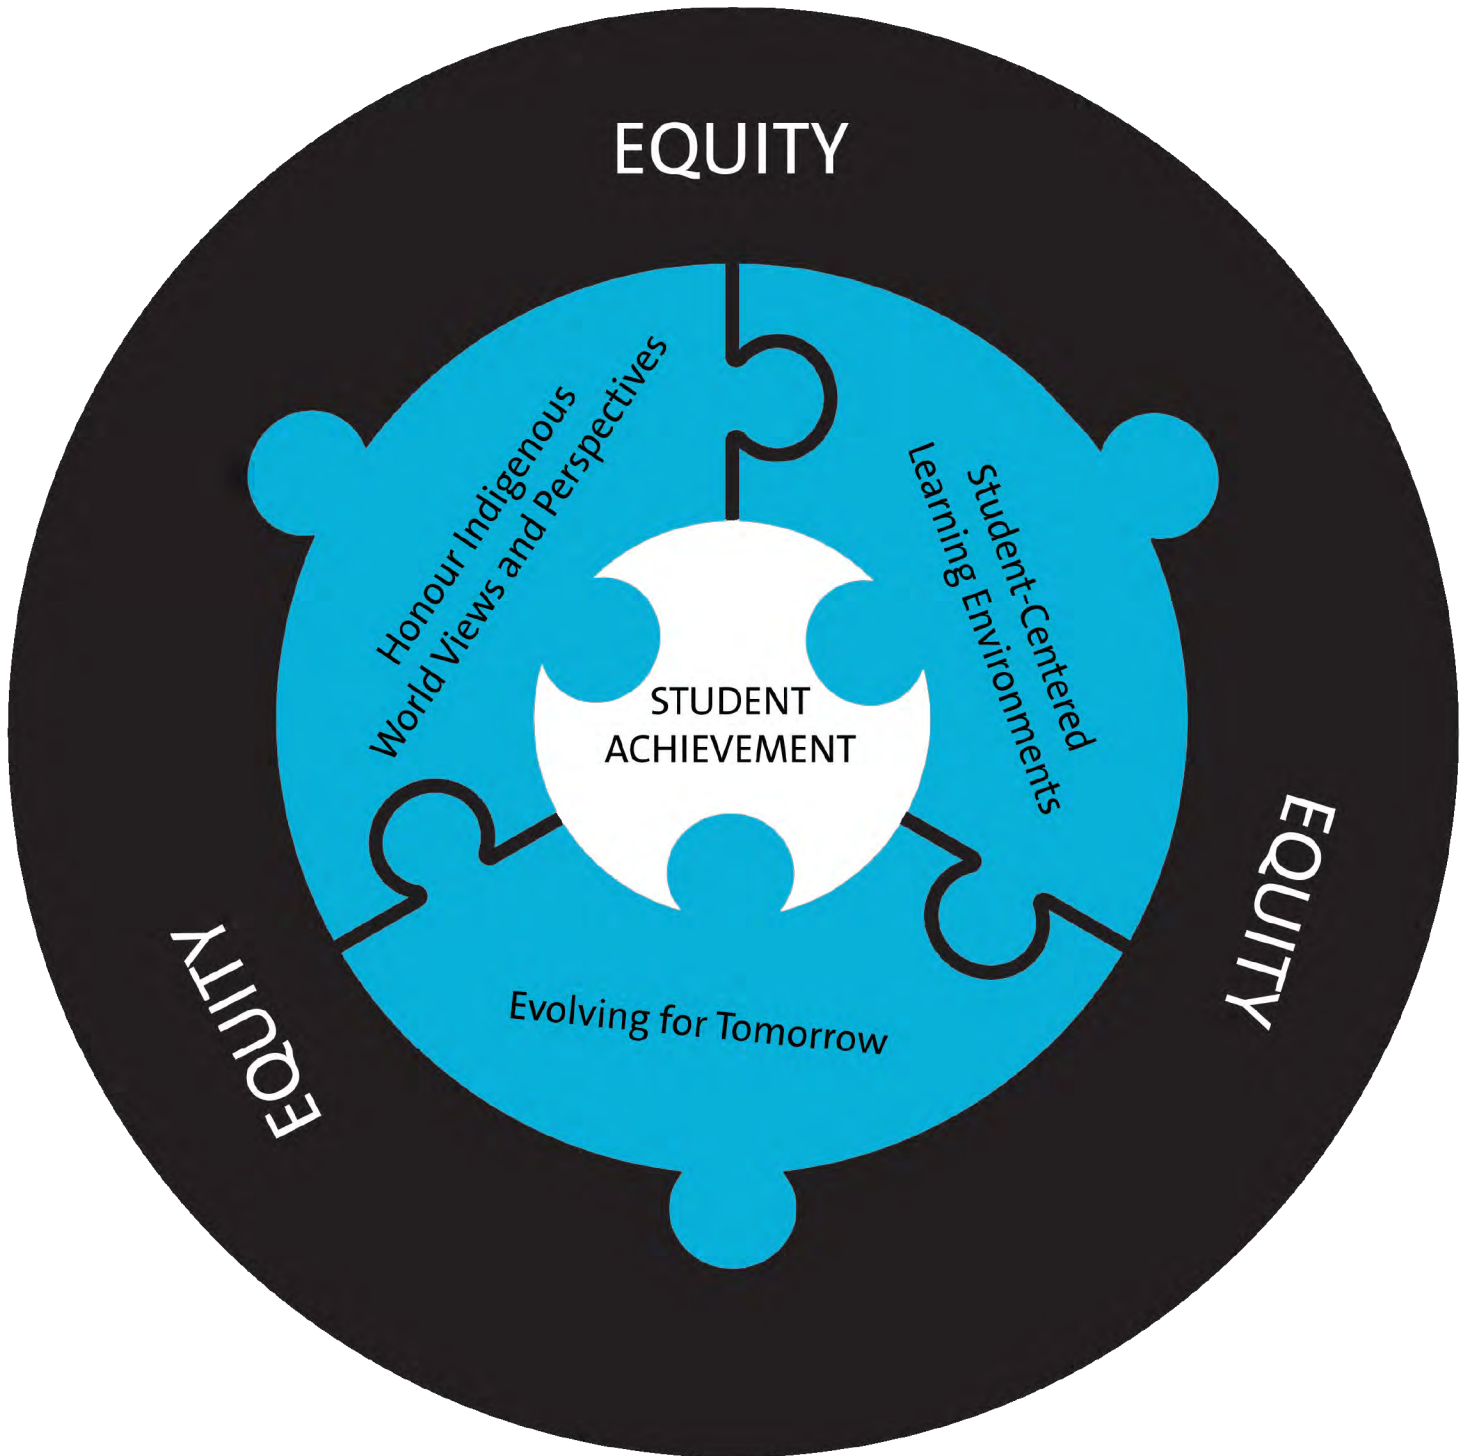 EQUITY
Honour Indigenous
World Views and Perspectives
Student-Centered
Learning Environments
STUDENT
ACHIEVEMENT
EQUITY
EQUITY
Evolving for Tomorrow